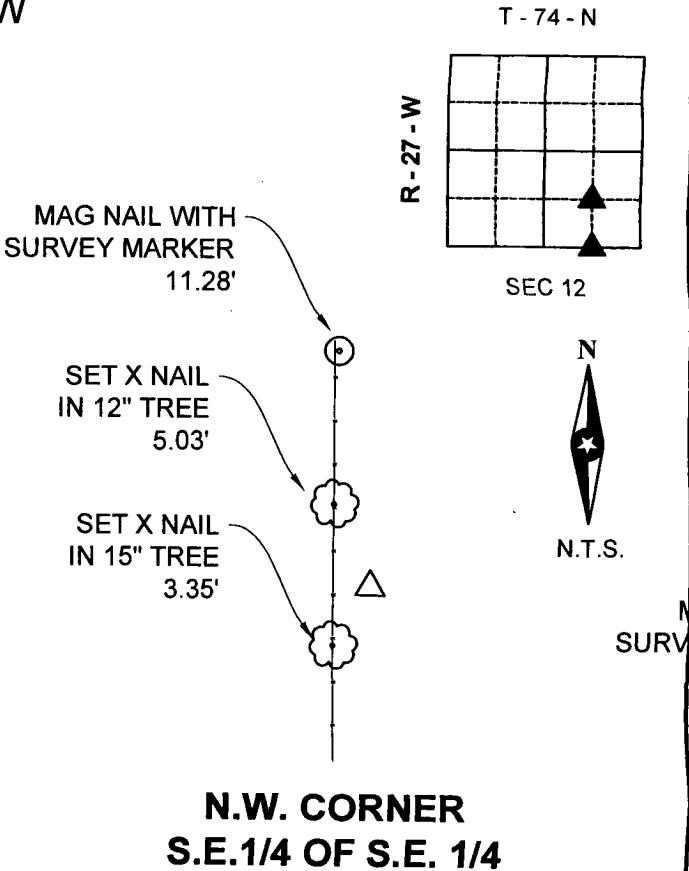 W
T - 74 - N
R - 27 - W
SEC 12
MAG NAIL WITH
SURVEY MARKER
11.28'
SET X NAIL
IN 12" TREE
5.03'
SET X NAIL
IN 15" TREE
3.35'
N
N.T.S.
SURV
N.W. CORNER
S.E.1/4 OF S.E. 1/4